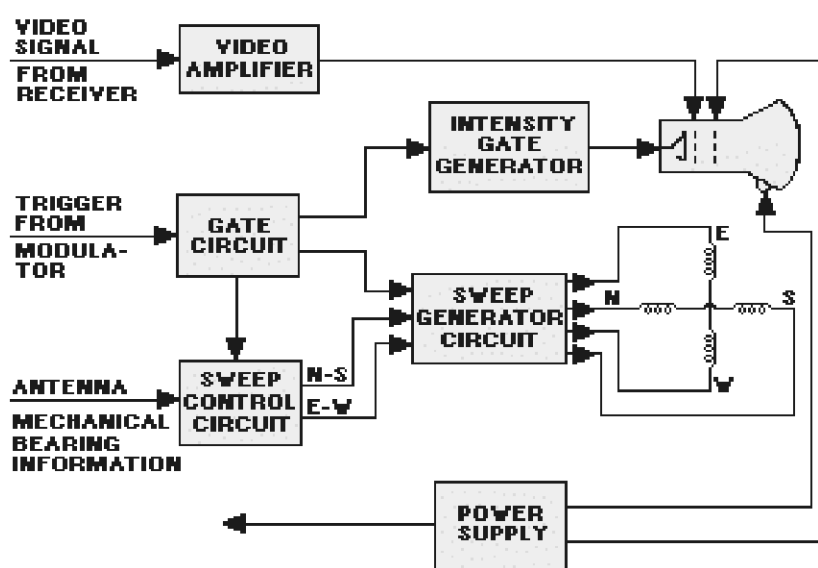 VIDEO
SIGNAL
FROM
RECEIVER
VIDEO
AMPLIFIER
INTENSITY
GATE
GENERATOR
TRIGGER
FROM
MODULA-
TOR
GATE
CIRCUIT
SWEEP
GENERATOR
CIRCUIT
E
N
S
W
ANTENNA
MECHANICAL
BEARING
INFORMATION
SWEEP
CONTROL
CIRCUIT
N-S
E-W
POWER
SUPPLY